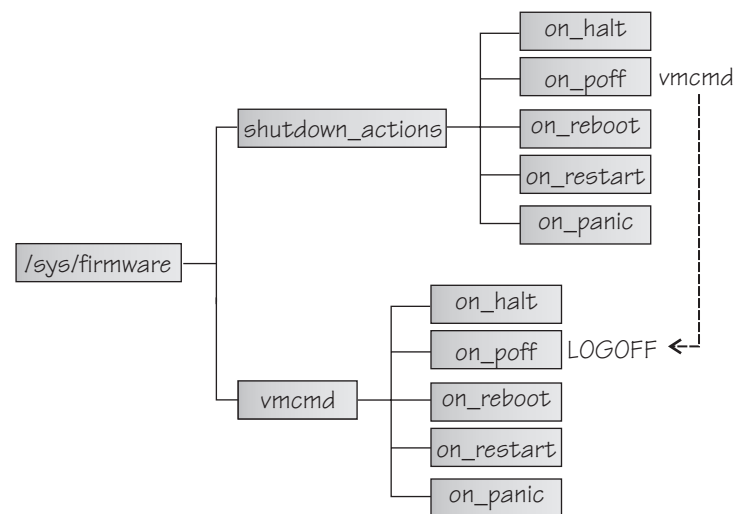 on_halt
on_poff vmcmd
shutdown_actions
on_reboot
on_restart
on_panic
/sys/firmware
on_halt
on_poff LOGOFF
vmcmd
on_reboot
on_restart
on_panic